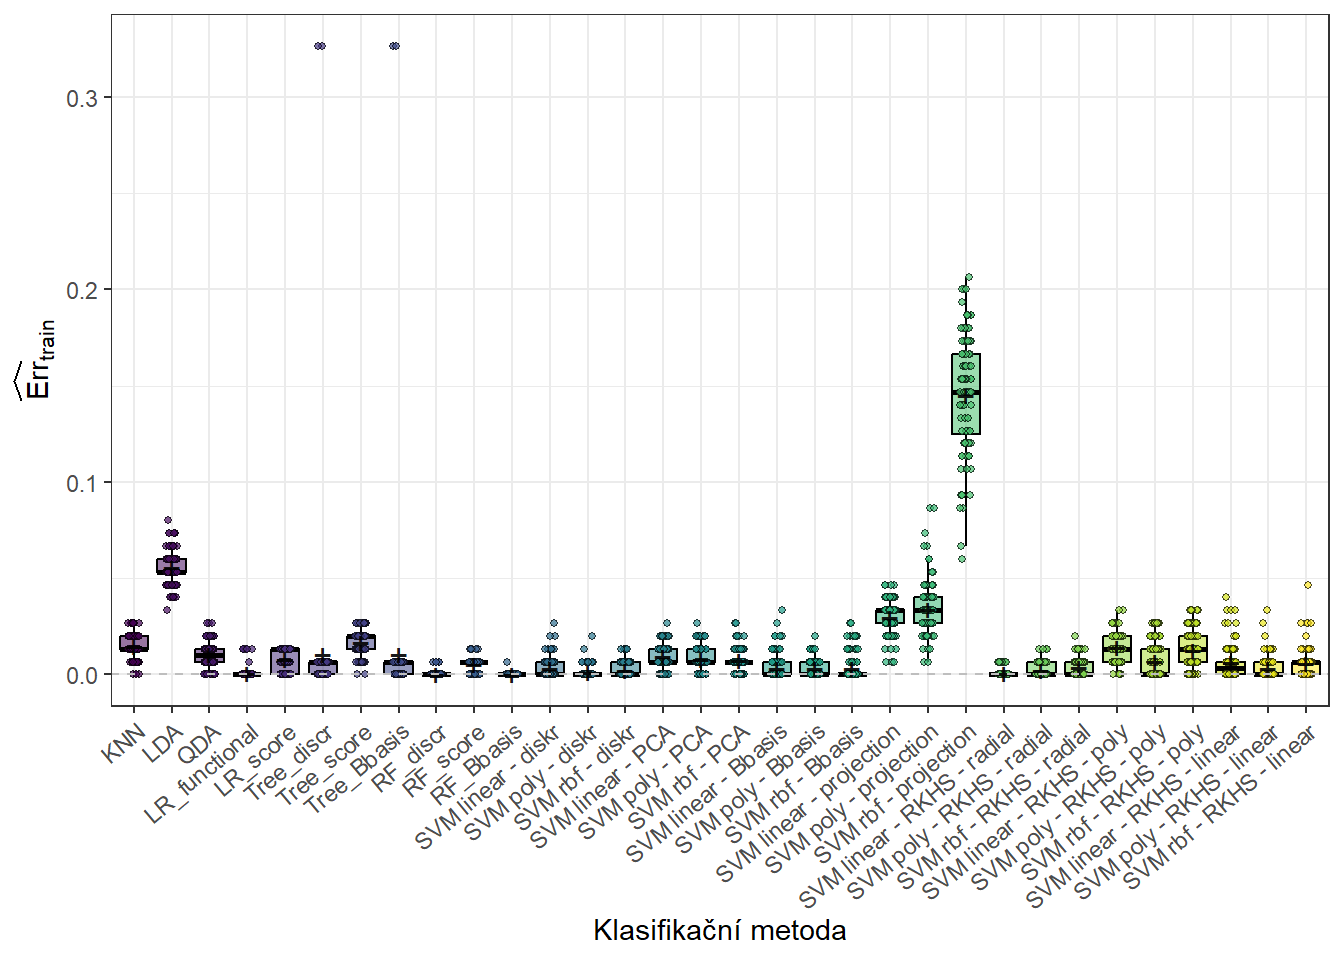 0.3
0.2
0.1
0.0
Err train
KNN
LDA
QDA
LR_functional
LR_score
Tree_discr
Tree_score
Tree_Bbasis
RF_discr
RF_score
RF_Bbasis
SVM linear - diskr
SVM poly - diskr
SVM rbf - diskr
SVM linear - PCA
SVM poly - PCA
SVM rbf - PCA
SVM linear - Bbasis
SVM poly - Bbasis
SVM rbf - Bbasis
SVM linear - projection
SVM poly - projection
SVM rbf - projection
SVM linear - RKHS - radial
SVM poly - RKHS - radial
SVM rbf - RKHS - radial
SVM linear - RKHS - poly
SVM poly - RKHS - poly
SVM rbf - RKHS - poly
SVM linear - RKHS - linear
SVM poly - RKHS - linear
SVM rbf - RKHS - linear
Klasifikační metoda